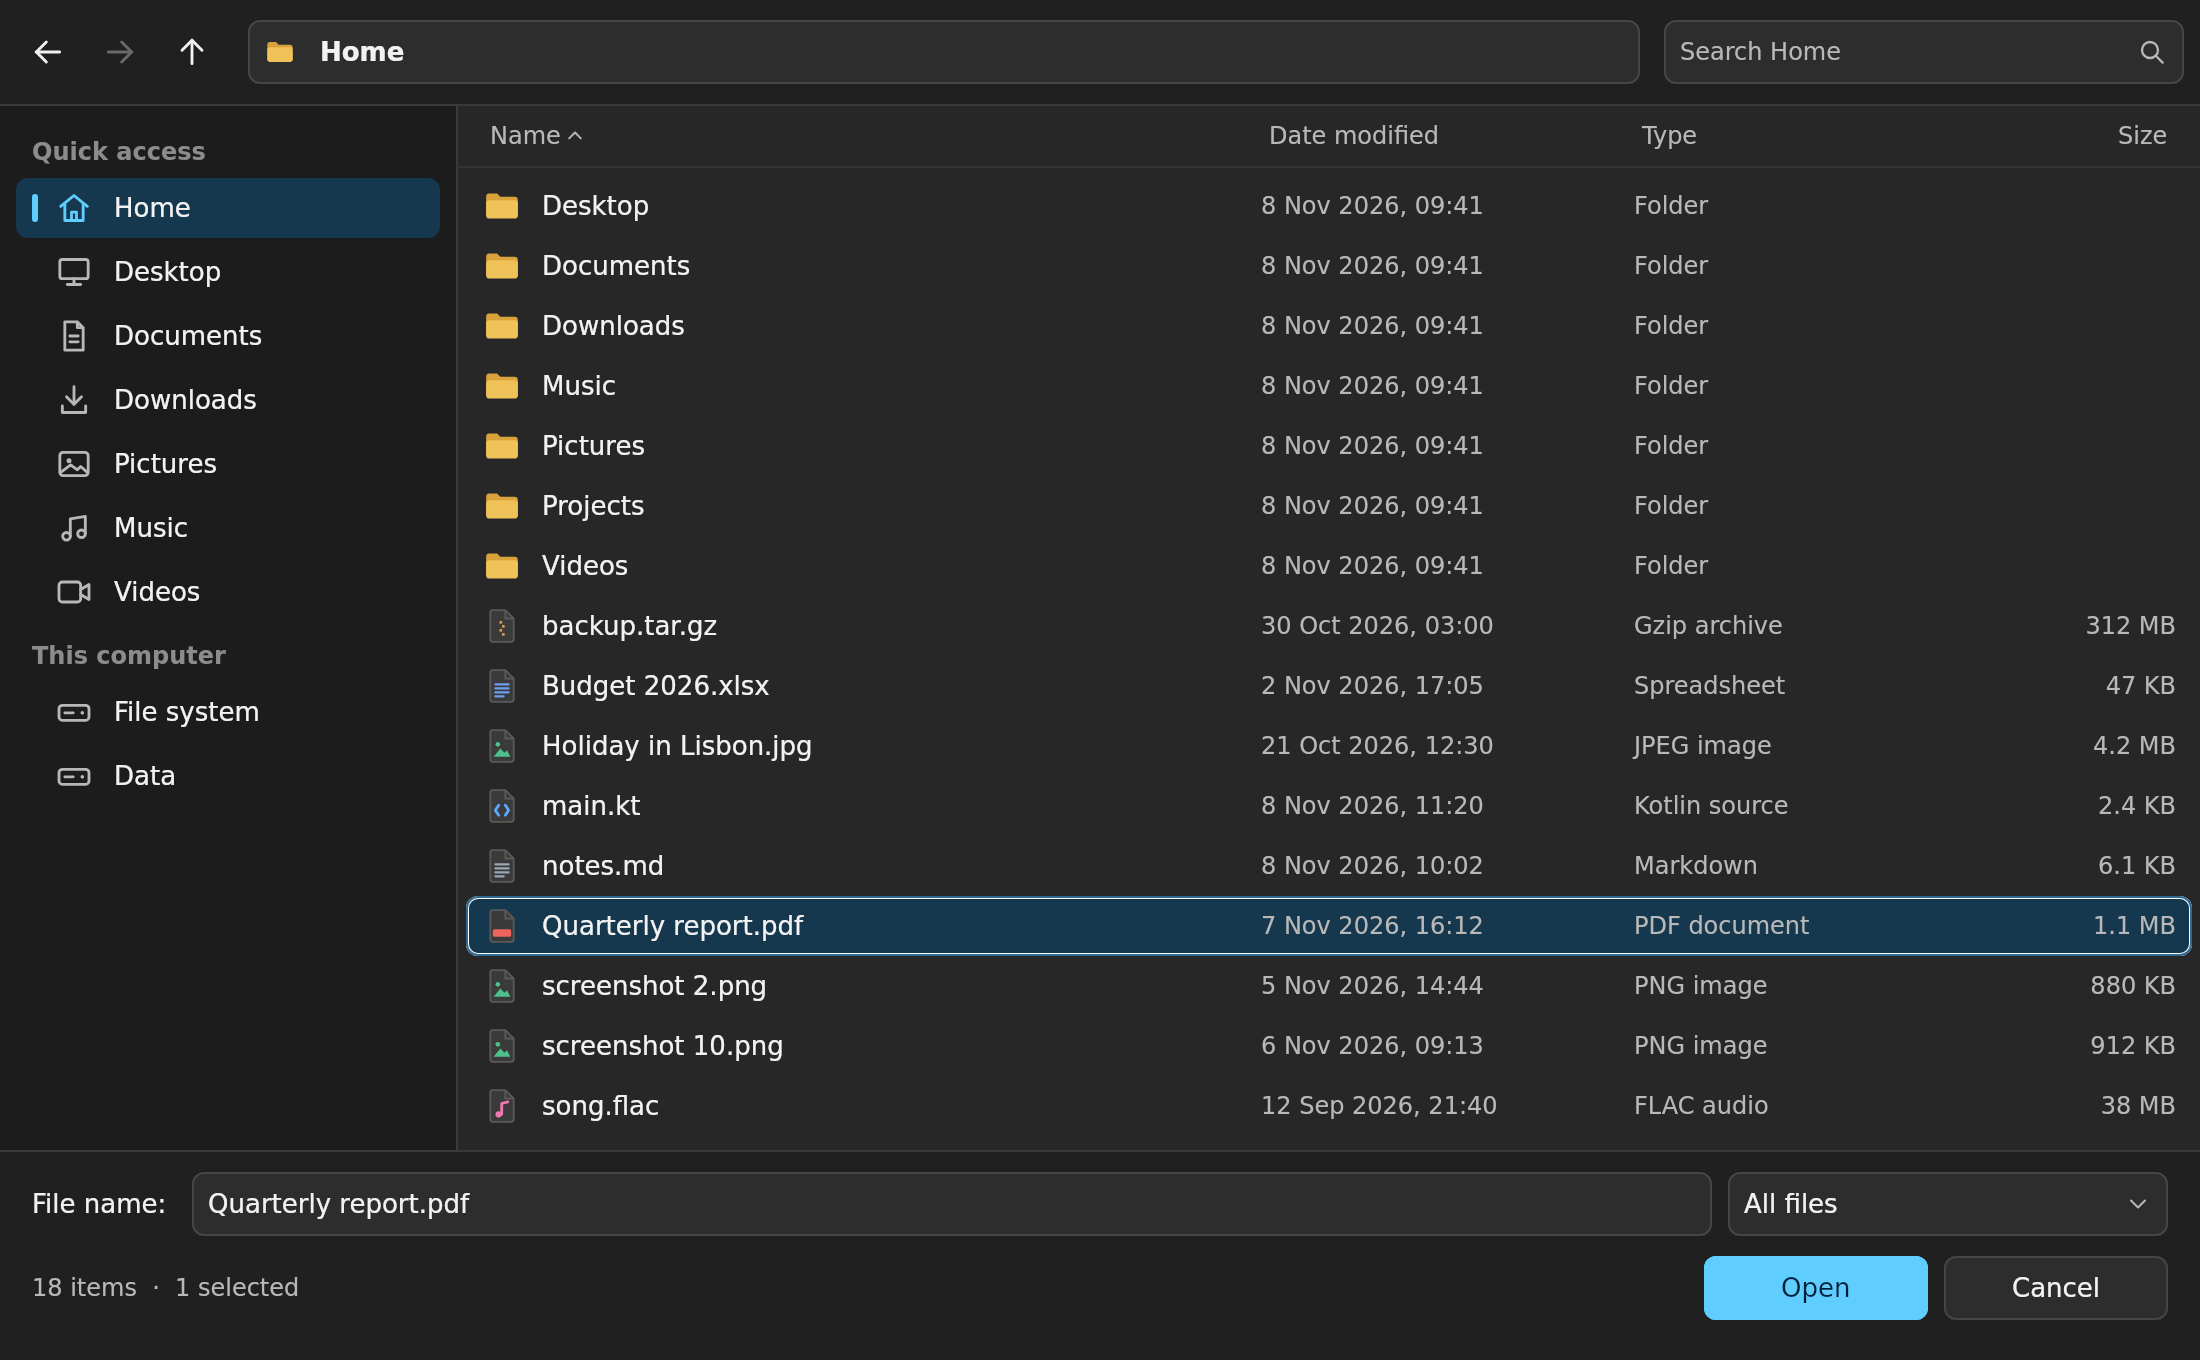 Home
Search Home
Quick access
Home
Desktop
Documents
Downloads
Pictures
Music
Videos
This computer
File system
Data
Name Date modified Type Size
Desktop 8 Nov 2026, 09:41 Folder
Documents 8 Nov 2026, 09:41 Folder
Downloads 8 Nov 2026, 09:41 Folder
Music 8 Nov 2026, 09:41 Folder
Pictures 8 Nov 2026, 09:41 Folder
Projects 8 Nov 2026, 09:41 Folder
Videos 8 Nov 2026, 09:41 Folder
backup.tar.gz 30 Oct 2026, 03:00 Gzip archive 312 MB
Budget 2026.xlsx 2 Nov 2026, 17:05 Spreadsheet 47 KB
Holiday in Lisbon.jpg 21 Oct 2026, 12:30 JPEG image 4.2 MB
main.kt 8 Nov 2026, 11:20 Kotlin source 2.4 KB
notes.md 8 Nov 2026, 10:02 Markdown 6.1 KB
Quarterly report.pdf 7 Nov 2026, 16:12 PDF document 1.1 MB
screenshot 2.png 5 Nov 2026, 14:44 PNG image 880 KB
screenshot 10.png 6 Nov 2026, 09:13 PNG image 912 KB
song.flac 12 Sep 2026, 21:40 FLAC audio 38 MB
File name: Quarterly report.pdf All files
18 items · 1 selected
Open Cancel